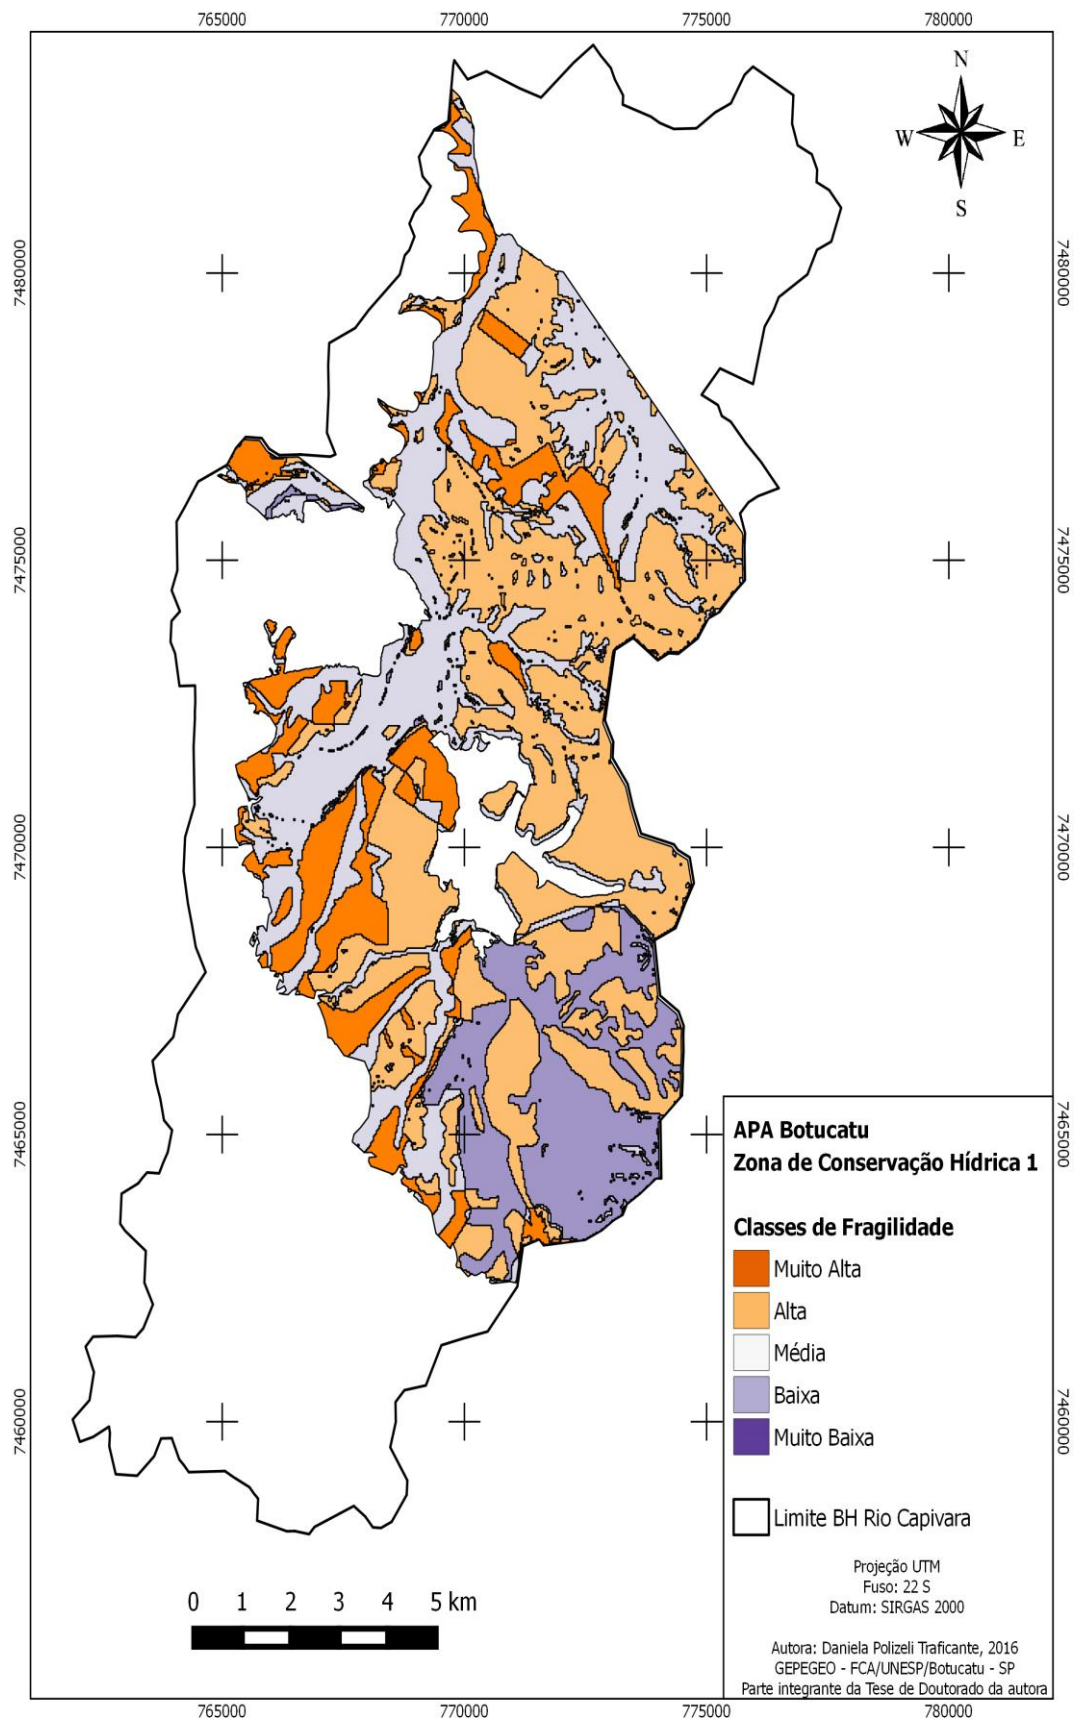 765000 770000 775000 780000
N
W E
S
7480000 7480000
7475000 7475000
7470000 7470000
7465000 7465000
7460000 7460000
APA Botucatu
Zona de Conservação Hídrica 1
Classes de Fragilidade
Muito Alta
Alta
Média
Baixa
Muito Baixa
Limite BH Rio Capivara
Projeção UTM
Fuso: 22 S
Datum: SIRGAS 2000
0 1 2 3 4 5 km
Autora: Daniela Polizeli Traficante, 2016
GEPEGEO - FCA/UNESP/Botucatu - SP
Parte integrante da Tese de Doutorado da autora
765000 770000 775000 780000